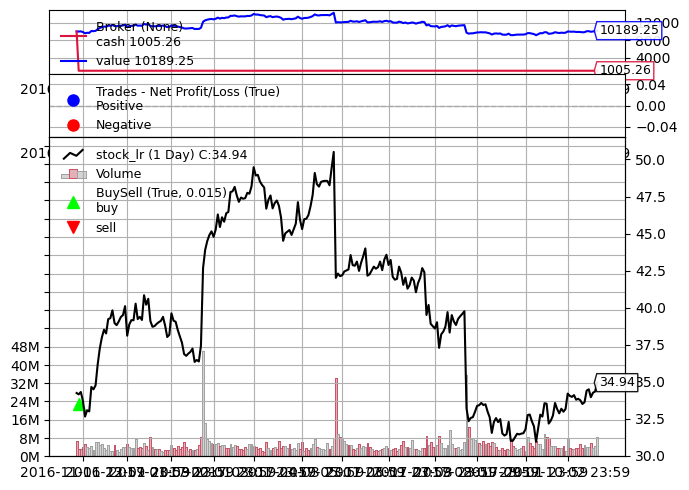 Broker (None)
cash 1005.26
value 10189.25
12000
10189.25
8000
4000
1005.26
Trades - Net Profit/Loss (True)
Positive
Negative
0.04
0.00
−0.04
stock_lr (1 Day) C:34.94
Volume
BuySell (True, 0.015)
buy
sell
50.0
47.5
45.0
42.5
40.0
37.5
35.0
34.94
32.5
30.0
48M
40M
32M
24M
16M
8M
0M